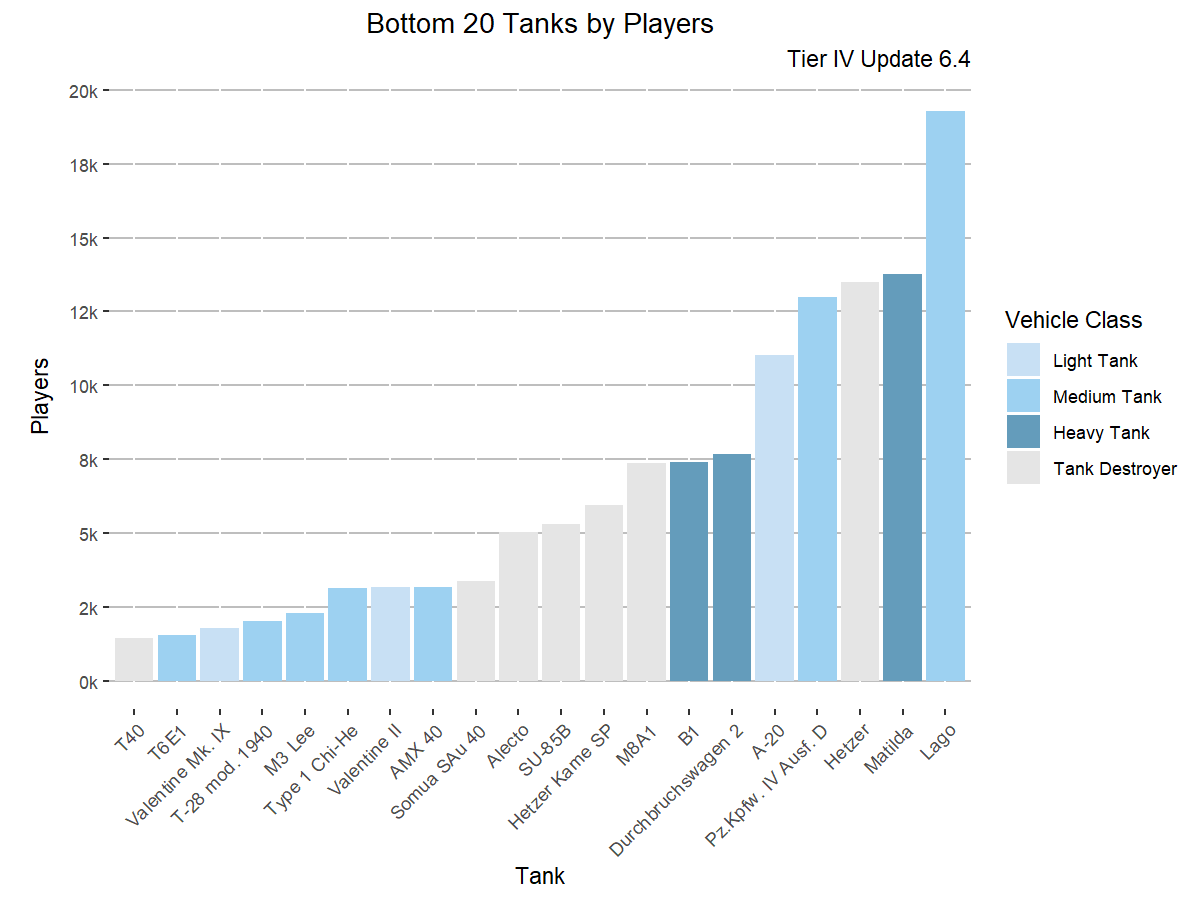 Bottom 20 Tanks by Players
Tier IV Update 6.4
20k
18k
15k
12k
10k
8k
5k
2k
0k
Players
T40
T6E1
Valentine Mk. IX
T-28 mod. 1940
M3 Lee
Type 1 Chi-He
Valentine II
AMX 40
Somua SAu 40
Alecto
SU-85B
Hetzer Kame SP
M8A1
B1
Durchbruchswagen 2
A-20
Pz.Kpfw. IV Ausf. D
Hetzer
Matilda
Lago
Tank
Vehicle Class
Light Tank
Medium Tank
Heavy Tank
Tank Destroyer